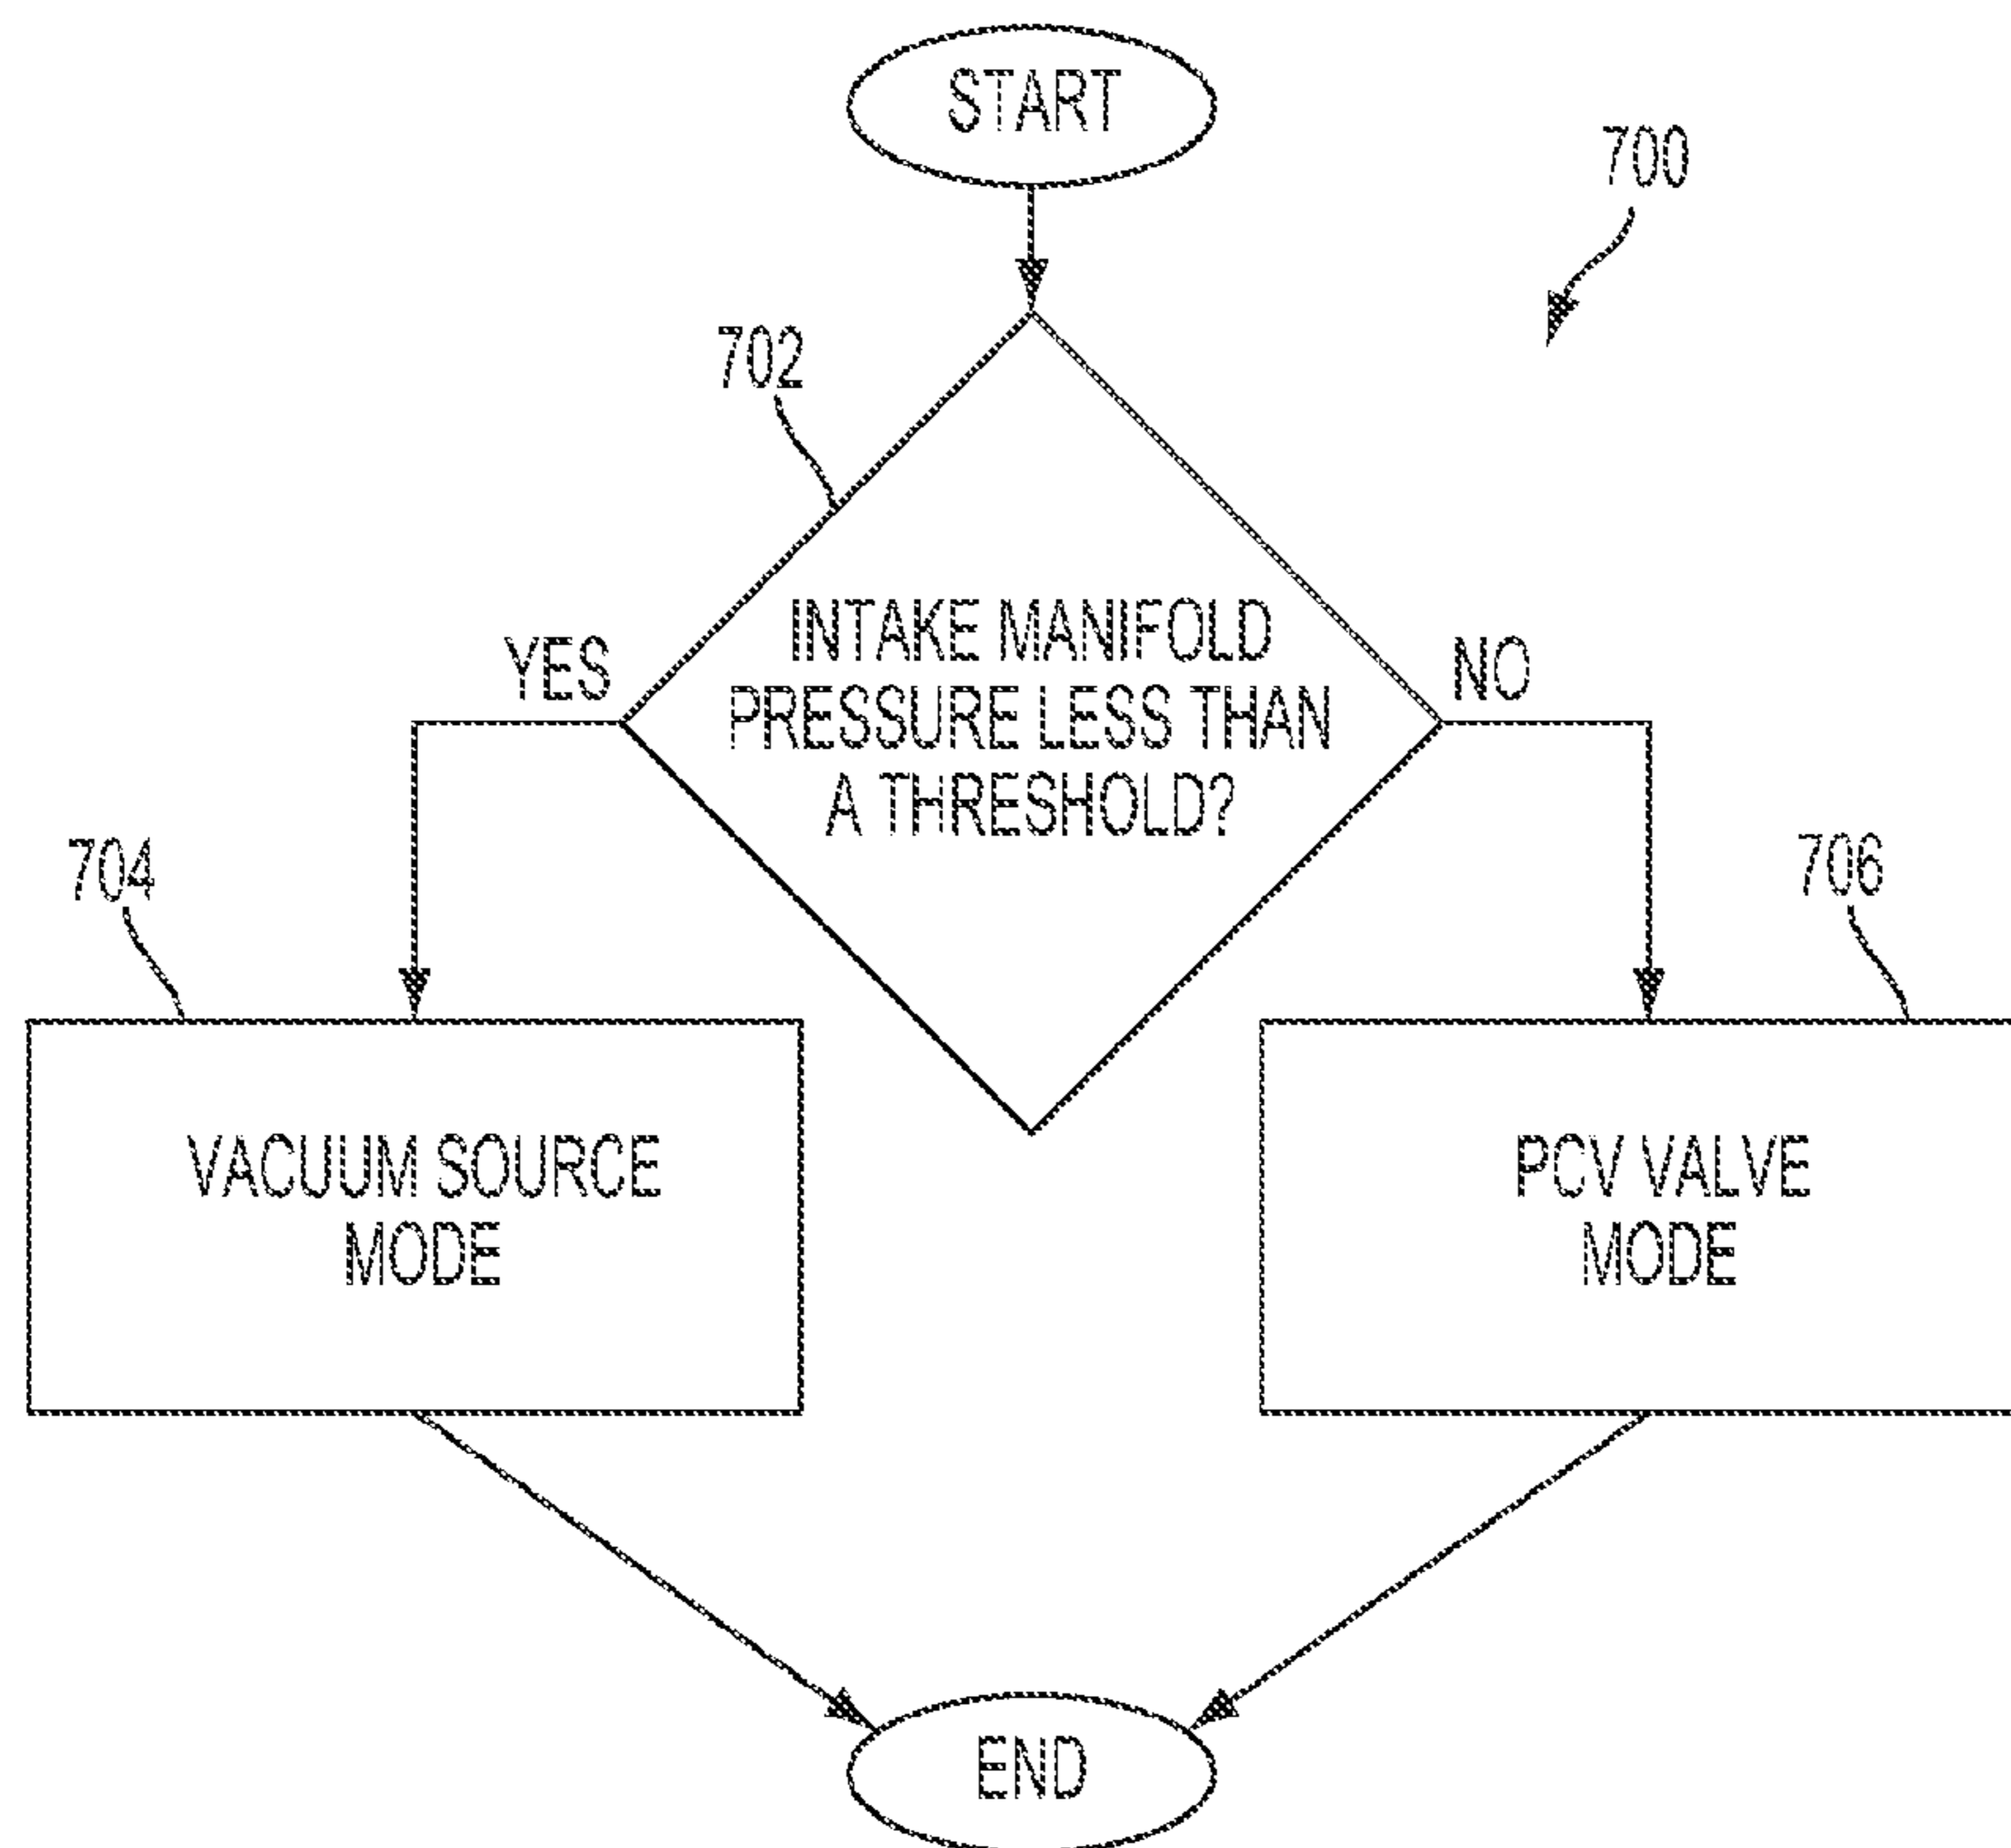 START
700
702
INTAKE MANIFOLD
PRESSURE LESS THAN
A THRESHOLD?
YES
NO
704
706
VACUUM SOURCE
MODE
PCV VALVE
MODE
END